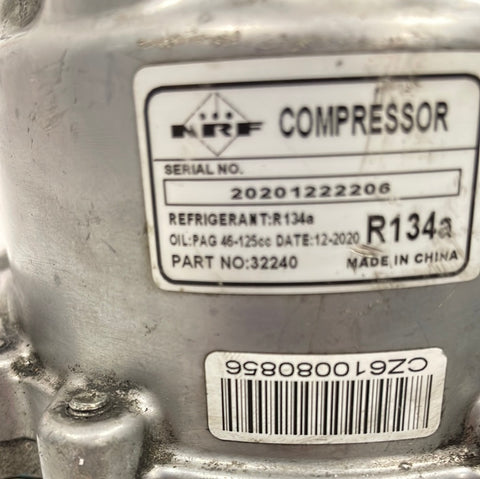 NRF COMPRESSOR
SERIAL NO.
20201222206
REFRIGERANT:R134a
OIL:PAG 46-125cc DATE:12-2020 R134a
PART NO:32240 MADE IN CHINA
CZ610080856